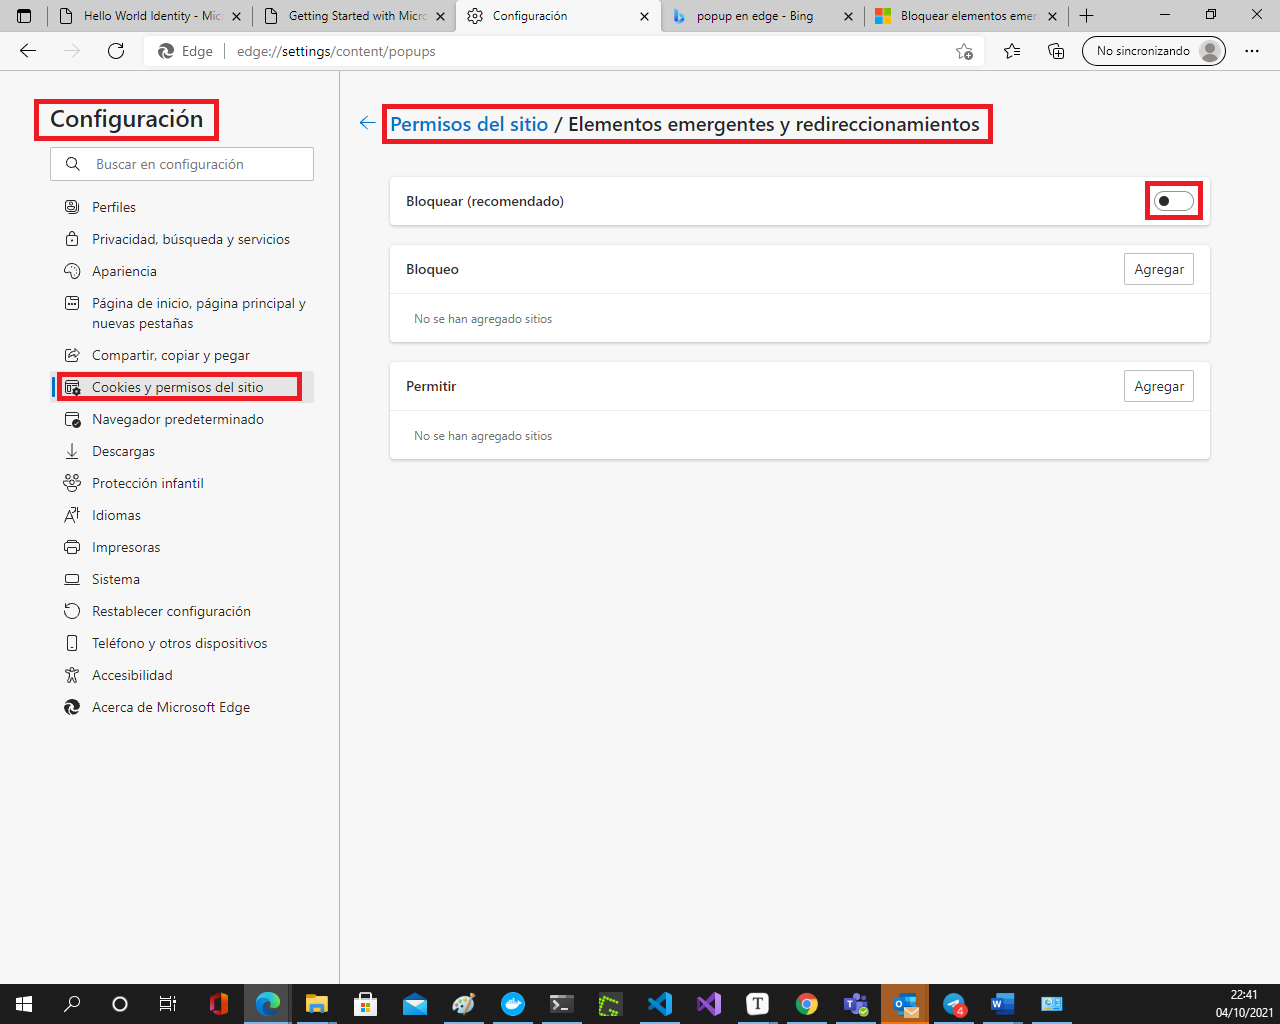 Hello World Identity - Mic
Getting Started with Micro
Configuración
popup en edge - Bing
Bloquear elementos emer
Edge
edge://settings/content/popups
No sincronizando
Configuración
Buscar en configuración
Perfiles
Privacidad, búsqueda y servicios
Apariencia
Página de inicio, página principal y
nuevas pestañas
Compartir, copiar y pegar
Cookies y permisos del sitio
Navegador predeterminado
Descargas
Protección infantil
Idiomas
Impresoras
Sistema
Restablecer configuración
Teléfono y otros dispositivos
Accesibilidad
Acerca de Microsoft Edge
Permisos del sitio / Elementos emergentes y redireccionamientos
Bloquear (recomendado)
Bloqueo
Agregar
No se han agregado sitios
Permitir
Agregar
No se han agregado sitios
T
4
22:41
04/10/2021